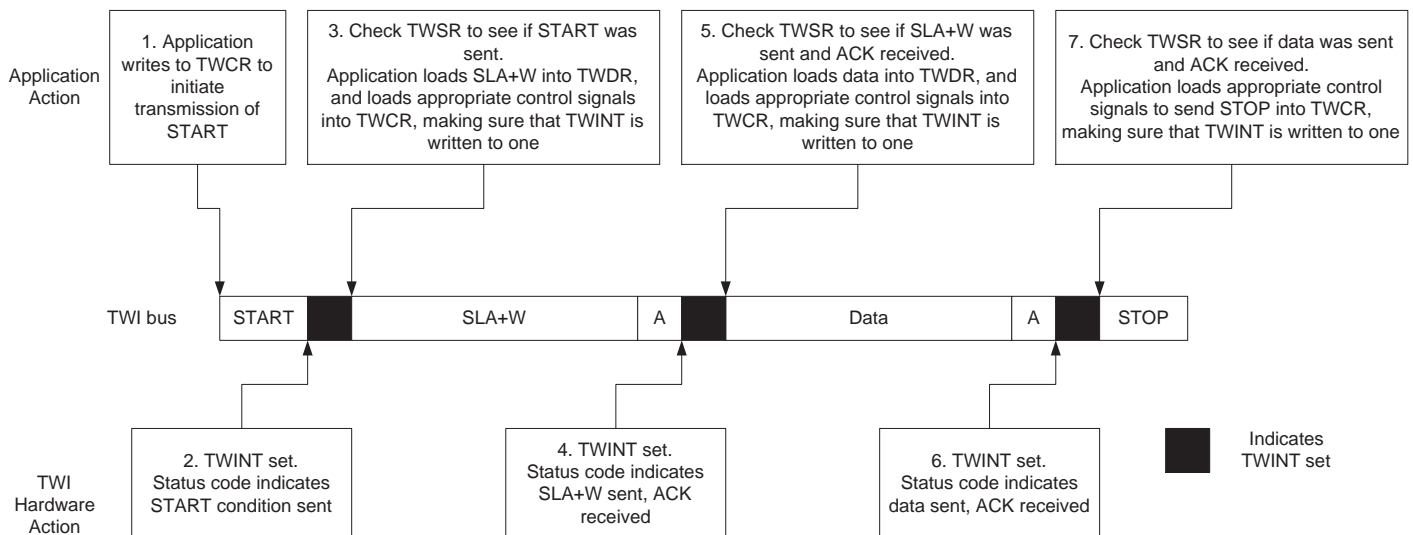 Application
Action
1. Application
writes to TWCR to
initiate
transmission of
START
3. Check TWSR to see if START was
sent.
Application loads SLA+W into TWDR,
and loads appropriate control signals
into TWCR, making sure that TWINT is
written to one
5. Check TWSR to see if SLA+W was
sent and ACK received.
Application loads data into TWDR, and
loads appropriate control signals into
TWCR, making sure that TWINT is
written to one
7. Check TWSR to see if data was sent
and ACK received.
Application loads appropriate control
signals to send STOP into TWCR,
making sure that TWINT is written to one
TWI bus
START
SLA+W
A
Data
A
STOP
TWI
Hardware
Action
2. TWINT set.
Status code indicates
START condition sent
4. TWINT set.
Status code indicates
SLA+W sent, ACK
received
6. TWINT set.
Status code indicates
data sent, ACK received
Indicates
TWINT set